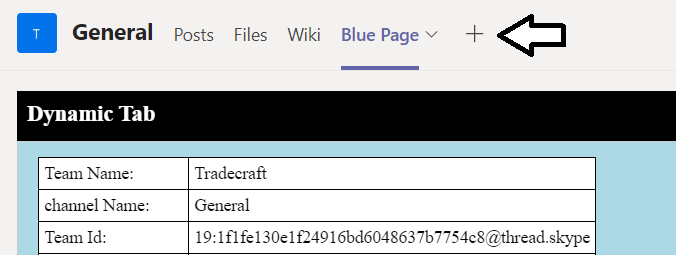 T General Posts Files Wiki Blue Page
Dynamic Tab
Team Name: Tradecraft
channel Name: General
Team Id: 19:1f1fe130e1f24916bd6048637b7754c8@thread.skype